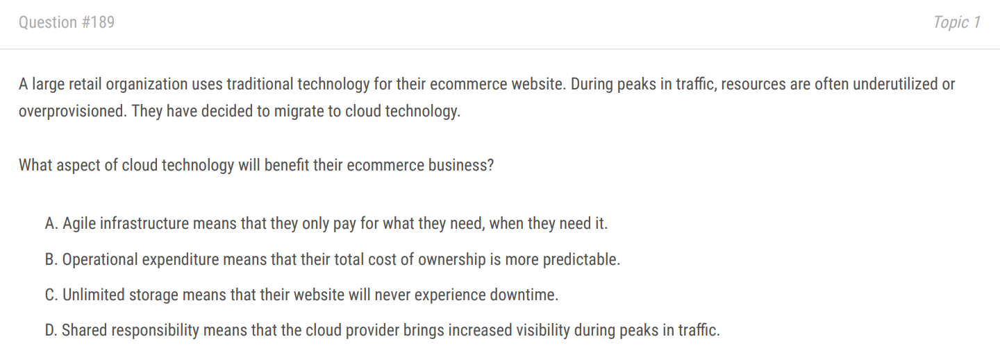 Question #189
Topic 1
A large retail organization uses traditional technology for their ecommerce website. During peaks in traffic, resources are often underutilized or
overprovisioned. They have decided to migrate to cloud technology.
What aspect of cloud technology will benefit their ecommerce business?
A. Agile infrastructure means that they only pay for what they need, when they need it.
B. Operational expenditure means that their total cost of ownership is more predictable.
C. Unlimited storage means that their website will never experience downtime.
D. Shared responsibility means that the cloud provider brings increased visibility during peaks in traffic.